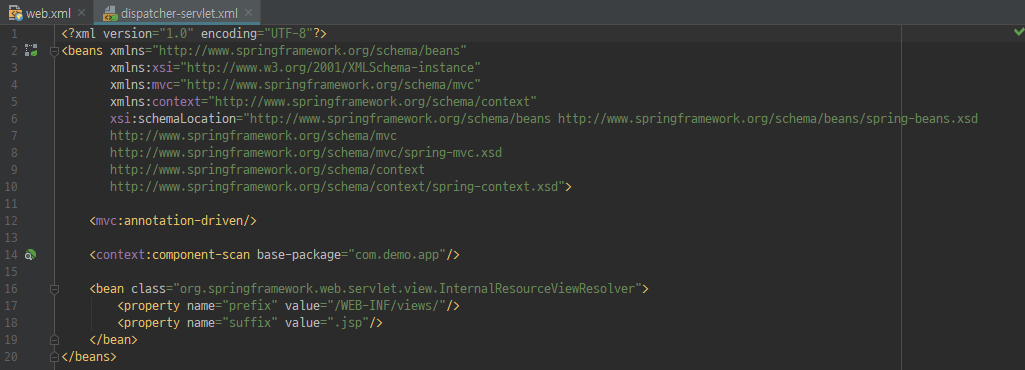 web.xml × dispatcher-servlet.xml ×
1 <?xml version="1.0" encoding="UTF-8"?>
2 <beans xmlns="http://www.springframework.org/schema/beans"
3 xmlns:xsi="http://www.w3.org/2001/XMLSchema-instance"
4 xmlns:mvc="http://www.springframework.org/schema/mvc"
5 xmlns:context="http://www.springframework.org/schema/context"
6 xsi:schemaLocation="http://www.springframework.org/schema/beans http://www.springframework.org/schema/beans/spring-beans.xsd
7 http://www.springframework.org/schema/mvc
8 http://www.springframework.org/schema/mvc/spring-mvc.xsd
9 http://www.springframework.org/schema/context
10 http://www.springframework.org/schema/context/spring-context.xsd">
11
12 <mvc:annotation-driven/>
13
14 <context:component-scan base-package="com.demo.app"/>
15
16 <bean class="org.springframework.web.servlet.view.InternalResourceViewResolver">
17 <property name="prefix" value="/WEB-INF/views/"/>
18 <property name="suffix" value=".jsp"/>
19 </bean>
20 </beans>